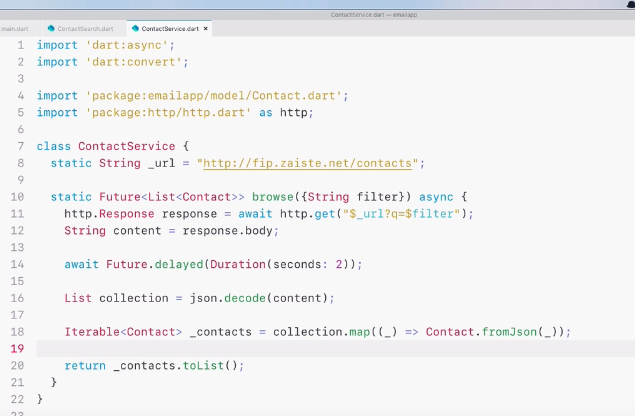 ContactService.dart — emailapp
main.dart ContactSearch.dart ContactService.dart ×
1 import 'dart:async';
2 import 'dart:convert';
3
4 import 'package:emailapp/model/Contact.dart';
5 import 'package:http/http.dart' as http;
6
7 class ContactService {
8 static String _url = "http://fip.zaiste.net/contacts";
9
10 static Future<List<Contact>> browse({String filter}) async {
11 http.Response response = await http.get("$_url?q=$filter");
12 String content = response.body;
13
14 await Future.delayed(Duration(seconds: 2));
15
16 List collection = json.decode(content);
17
18 Iterable<Contact> _contacts = collection.map((_) => Contact.fromJson(_));
19
20 return _contacts.toList();
21 }
22 }
23